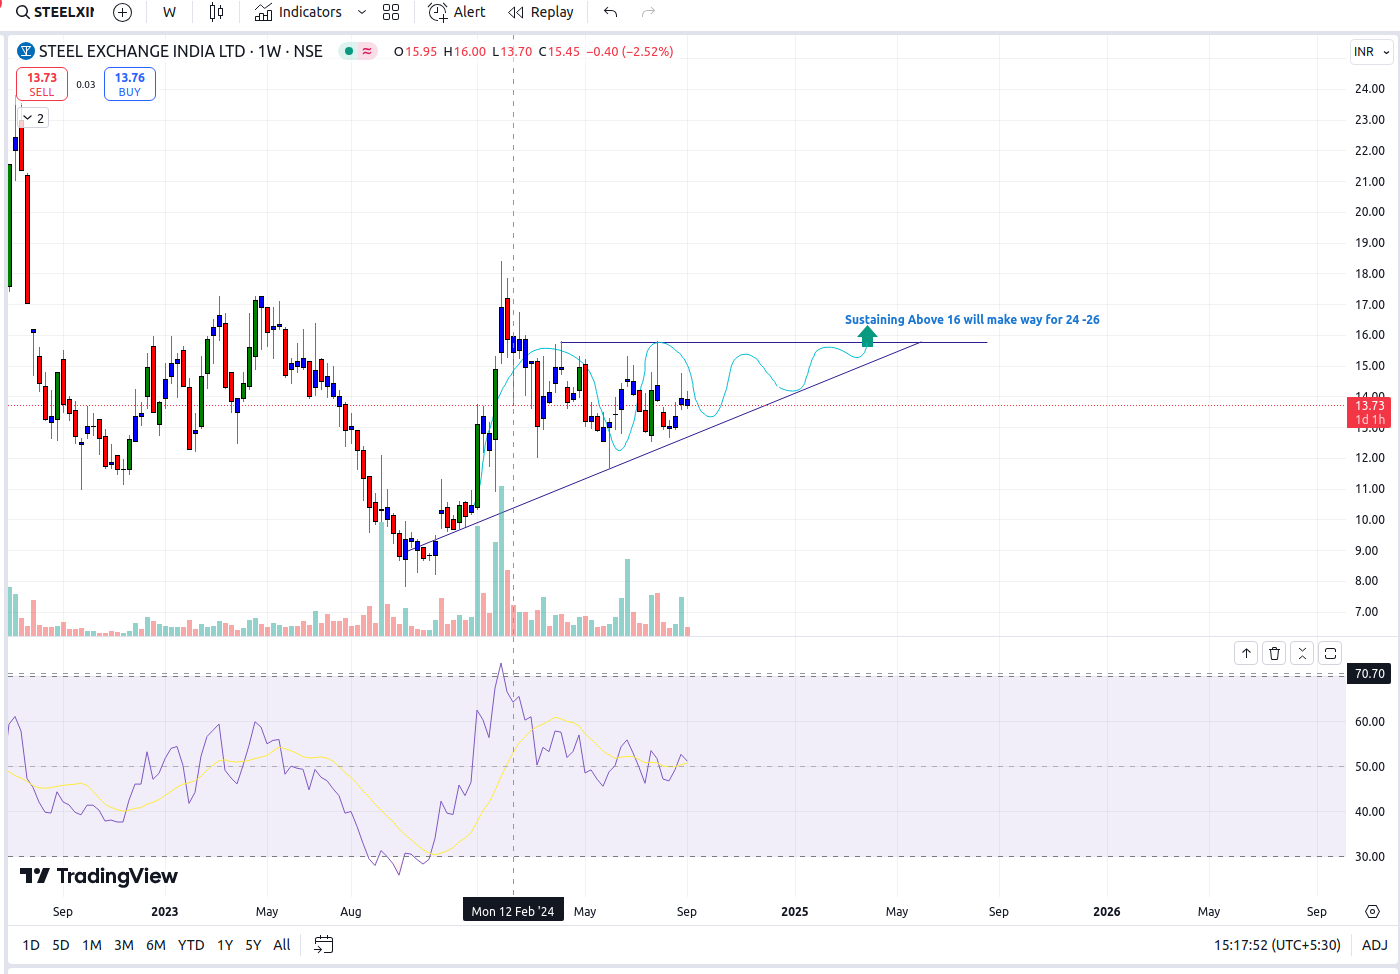 STEELXIN
W
Indicators
Alert
Replay
STEEL EXCHANGE INDIA LTD · 1W · NSE
≈
O15.95 H16.00 L13.70 C15.45 −0.40 (−2.52%)
INR
13.73
SELL
0.03
13.76
BUY
2
24.00
23.00
22.00
21.00
20.00
19.00
18.00
17.00
16.00
15.00
14.00
13.73
1d 1h
13.00
12.00
11.00
10.00
9.00
8.00
7.00
Sustaining Above 16 will make way for 24 -26
70.70
60.00
50.00
40.00
30.00
TradingView
Sep 2023 May Aug Mon 12 Feb '24 May Sep 2025 May Sep 2026 May Sep
1D 5D 1M 3M 6M YTD 1Y 5Y All
15:17:52 (UTC+5:30) ADJ